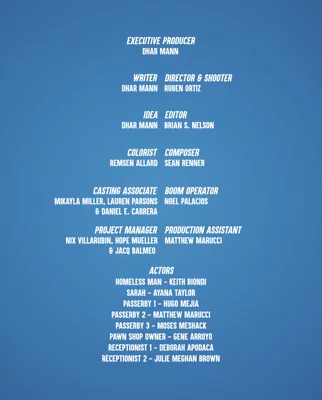 EXECUTIVE PRODUCER
DHAR MANN
WRITER DIRECTOR & SHOOTER
DHAR MANN RUBEN ORTIZ
IDEA EDITOR
DHAR MANN BRIAN S. NELSON
COLORIST COMPOSER
REMSEN ALLARD SEAN RENNER
CASTING ASSOCIATE BOOM OPERATOR
MIKAYLA MILLER, LAUREN PARSONS NOEL PALACIOS
& DANIEL E. CARRERA
PROJECT MANAGER PRODUCTION ASSISTANT
NIX VILLARUBIN, HOPE MUELLER MATTHEW MARUCCI
& JACQ BALMEO
ACTORS
HOMELESS MAN - KEITH BIONDI
SARAH - AYANA TAYLOR
PASSERBY 1 - HUGO MEJIA
PASSERBY 2 - MATTHEW MARUCCI
PASSERBY 3 - MOSES MESHACK
PAWN SHOP OWNER - GENE ARROYO
RECEPTIONIST 1 - DEBORAH APODACA
RECEPTIONIST 2 - JULIE MEGHAN BROWN